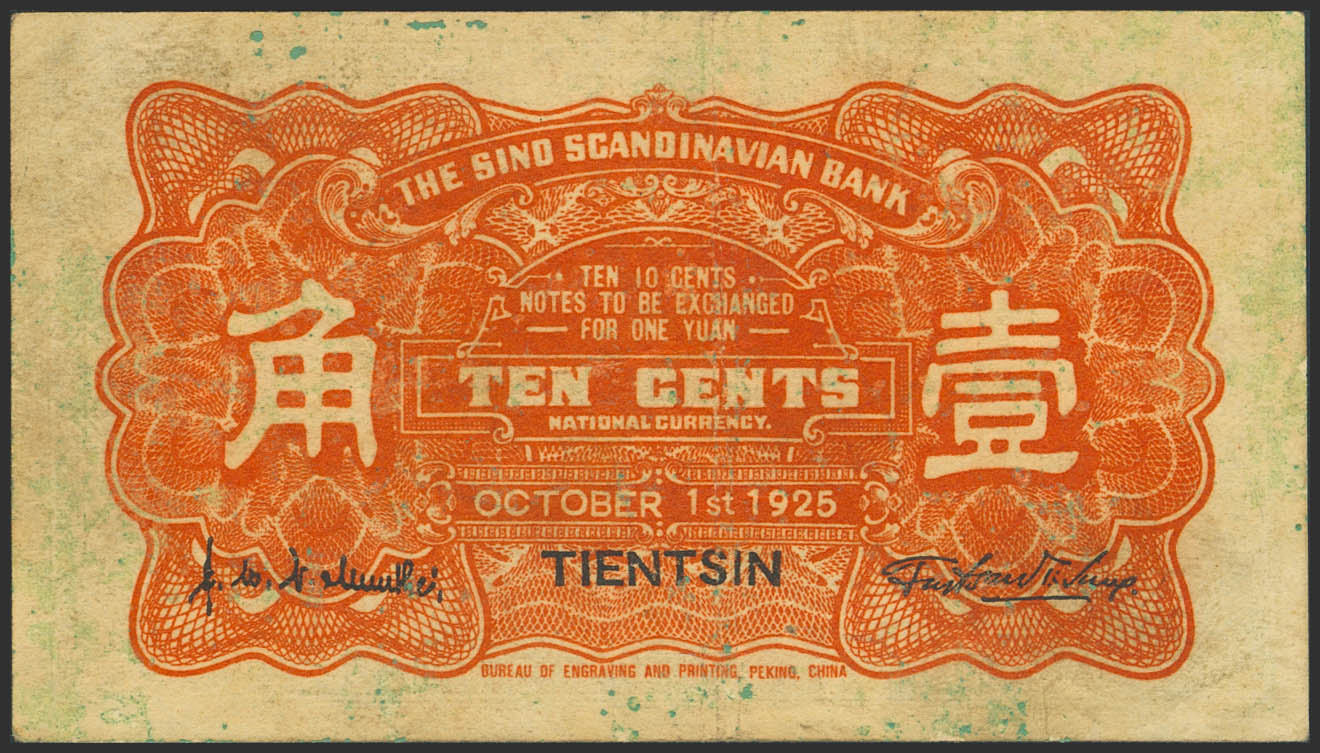 THE SINO SCANDINAVIAN BANK
TEN 10 CENTS
NOTES TO BE EXCHANGED
FOR ONE YUAN
角
壹
TEN CENTS
NATIONAL CURRENCY.
OCTOBER 1st 1925
TIENTSIN
BUREAU OF ENGRAVING AND PRINTING, PEKING, CHINA